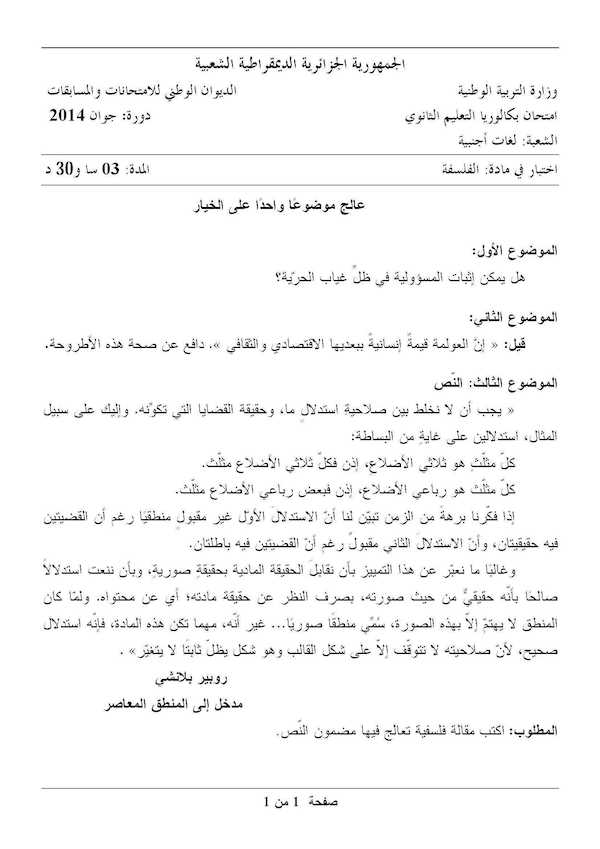 الجمهورية الجزائرية الديمقراطية الشعبية
وزارة التربية الوطنية الديوان الوطني للامتحانات والمسابقات
امتحان بكالوريا التعليم الثانوي دورة: جوان 2014
الشعبة: لغات أجنبية
اختبار في مادة: الفلسفة المدة: 03 سا و30 د
عالج موضوعًا واحدًا على الخيار
الموضوع الأول:
هل يمكن إثبات المسؤولية في ظلّ غياب الحريّة؟
الموضوع الثاني:
قيل: « إنّ العولمة قيمةٌ إنسانيةٌ ببعديها الاقتصادي والثقافي ». دافع عن صحة هذه الأطروحة.
الموضوع الثالث: النّص
« يجب أن لا نخلط بين صلاحيةِ استدلالٍ ما، وحقيقة القضايا التي تكوّنه. وإليك على سبيل
المثال، استدلالين على غايةٍ من البساطة:
كلّ مثلّث هو ثلاثي الأضلاع، إذن فكلّ ثلاثي الأضلاع مثلّث.
كلّ مثلّث هو رباعي الأضلاع، إذن فبعض رباعي الأضلاع مثلّث.
إذا فكّرنا برهةً من الزمن تبيّن لنا أنّ الاستدلالَ الأوّل غير مقبولٍ منطقيًا رغم أن القضيتين
فيه حقيقيتان، وأنّ الاستدلالَ الثاني مقبولٌ رغم أنّ القضيتين فيه باطلتان.
وغالبًا ما نعبّر عن هذا التمييز بأن نقابلَ الحقيقة المادية بحقيقةٍ صوريةٍ، وبأن ننعت استدلالاً
صالحًا بأنّه حقيقيٌّ من حيث صورته، بصرف النظر عن حقيقة مادته؛ أي عن محتواه. ولمّا كان
المنطق لا يهتمّ إلاّ بهذه الصورة، سُمّي منطقًا صوريًا... غير أنّه، مهما تكن هذه المادة، فإنّه استدلال
صحيح، لأنّ صلاحيته لا تتوقّف إلاّ على شكل القالب وهو شكل يظلّ ثابتًا لا يتغيّر » .
روبير بلانشي
مدخل إلى المنطق المعاصر
المطلوب: اكتب مقالة فلسفية تعالج فيها مضمون النّص.
صفحة 1 من 1